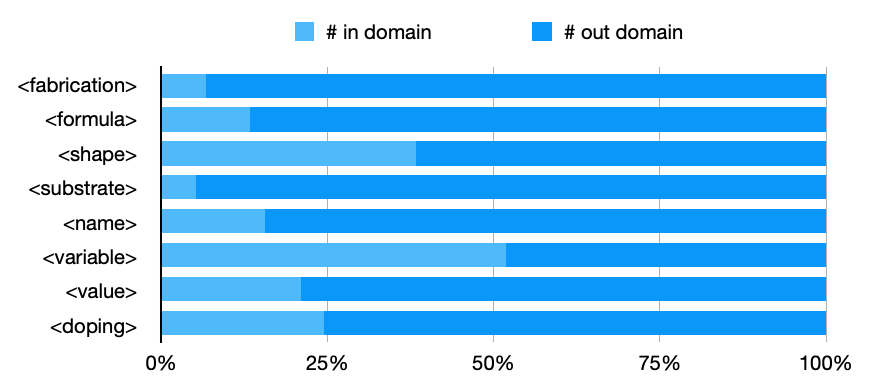 # in domain # out domain
<fabrication>
<formula>
<shape>
<substrate>
<name>
<variable>
<value>
<doping>
0% 25% 50% 75% 100%